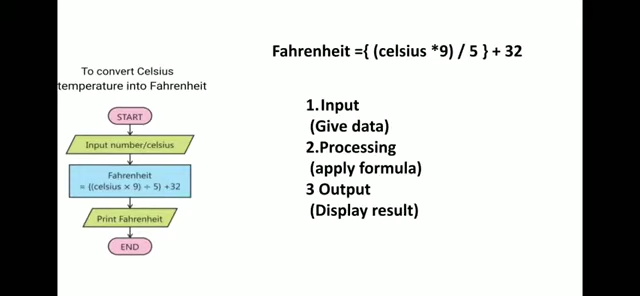 Fahrenheit ={ (celsius *9) / 5 } + 32
To convert Celsius
temperature into Fahrenheit
START
Input number/celsius
Fahrenheit
= ((celsius × 9) ÷ 5) +32
Print Fahrenheit
END
1.Input
(Give data)
2.Processing
(apply formula)
3 Output
(Display result)